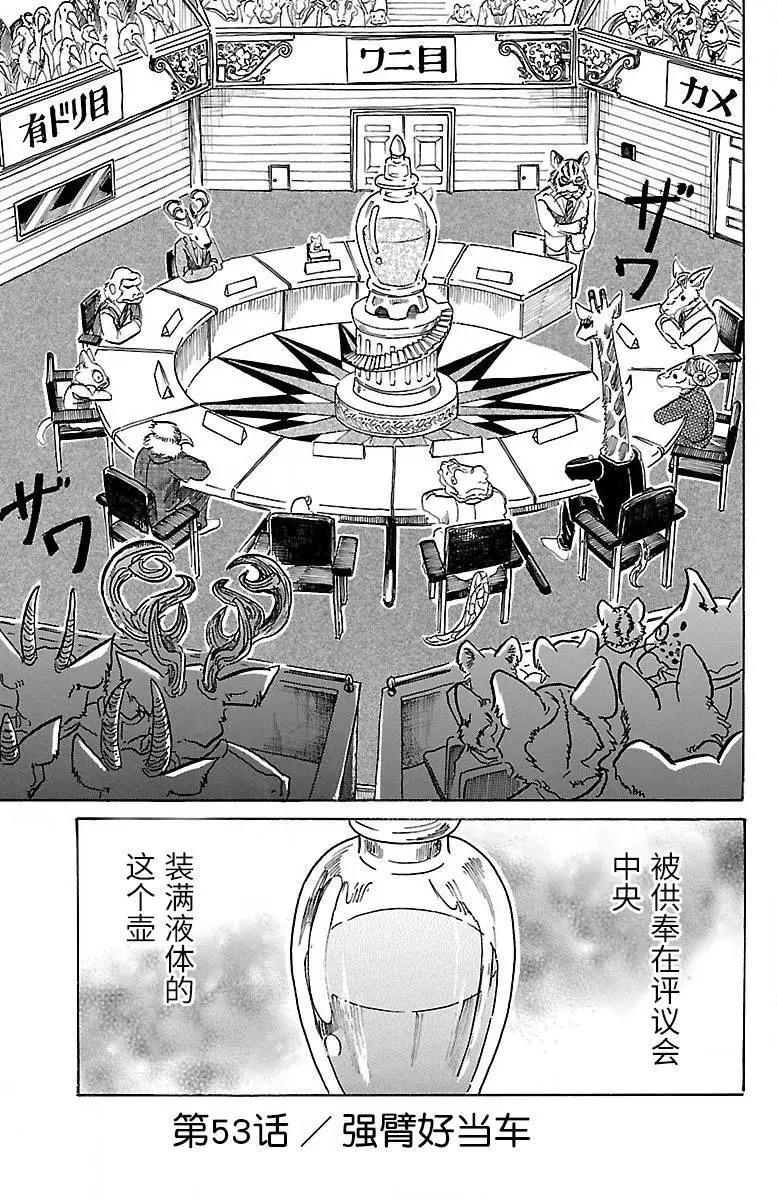 有ドリ目
ワニ目
カメ
ザワ
ザワ
被供奉在评议会
中央
装满液体的
这个壶
第53话／强臂好当车